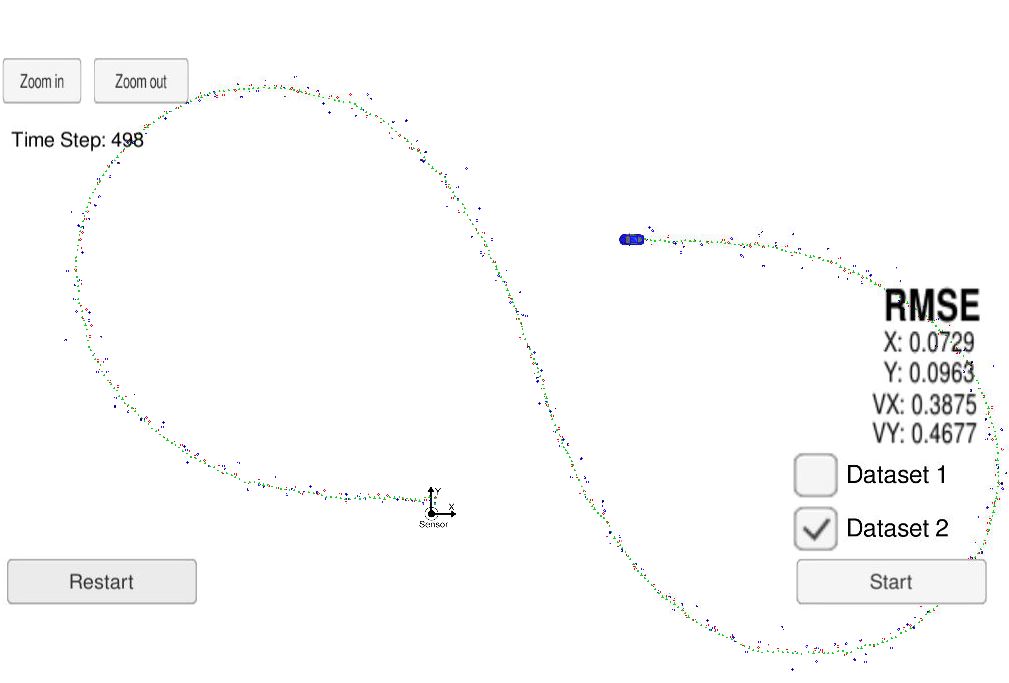 Zoom in
Zoom out
Time Step: 498
RMSE
X: 0.0729
Y: 0.0963
VX: 0.3875
VY: 0.4677
Dataset 1
Dataset 2
Y
X
Sensor
Restart
Start